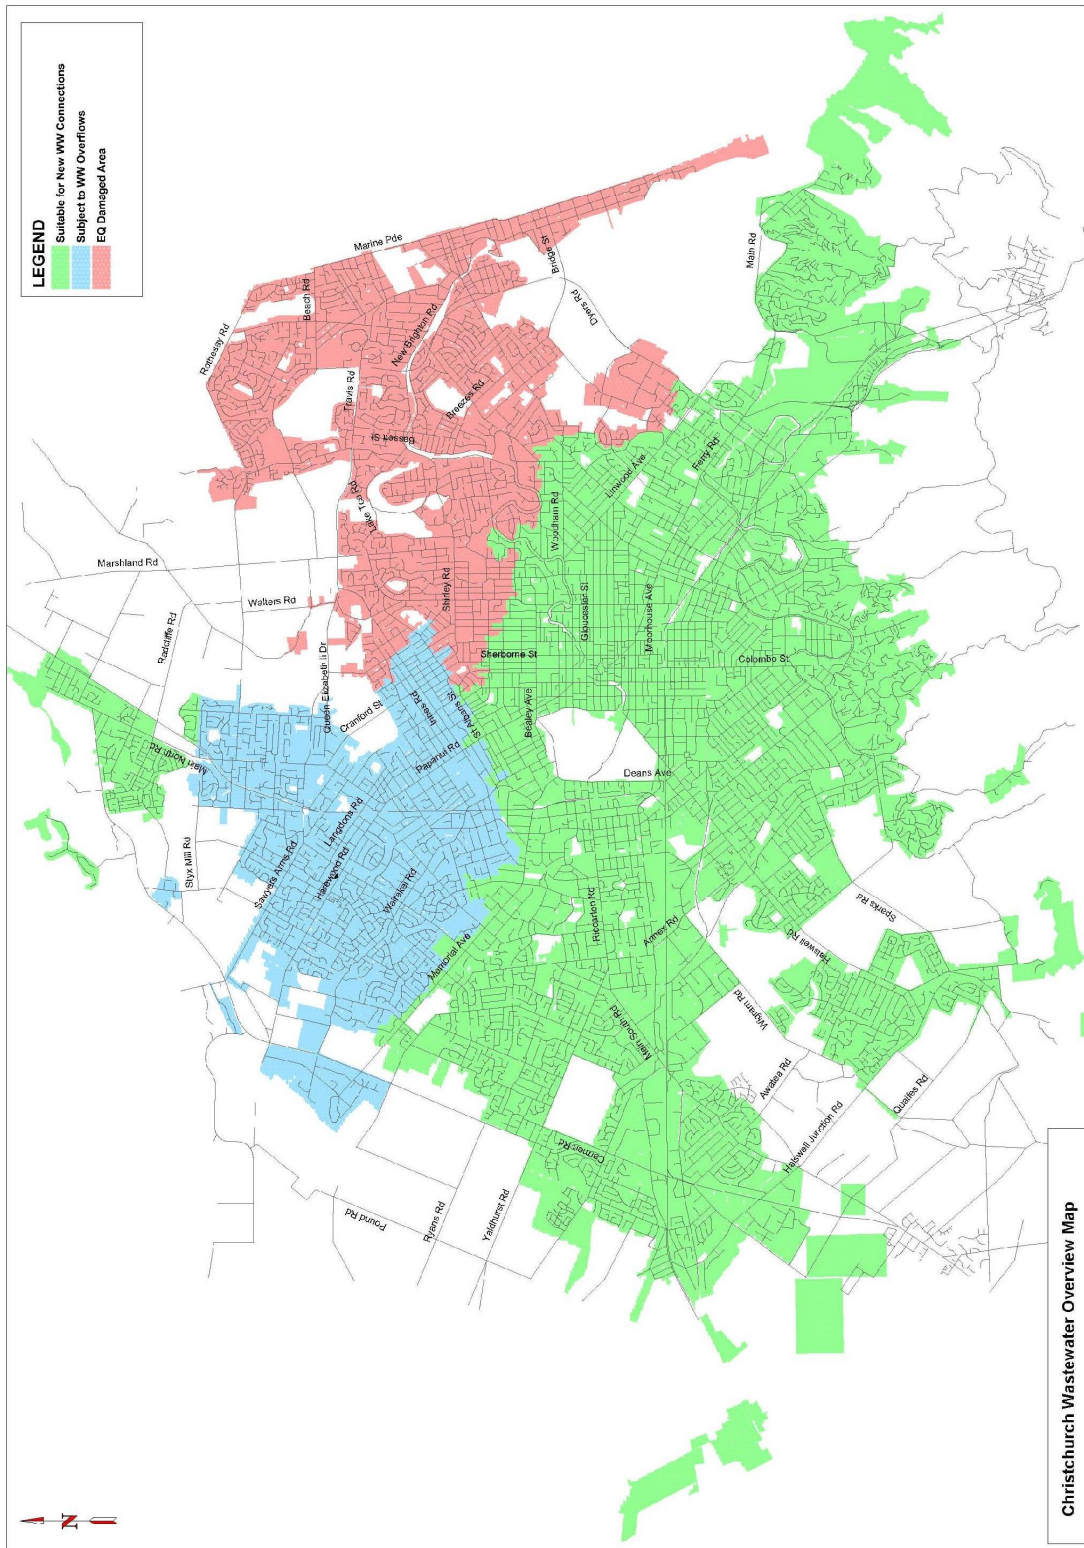 LEGEND
Suitable for New WW Connections
Subject to WW Overflows
EQ Damaged Area
Marine Pde
Rothesay Rd
Beach Rd
Bridge St
Main Rd
Dyers Rd
New Brighton Rd
Travis Rd
Breezes Rd
Bassett St
Lake Tce Rd
Linwood Ave
Ferry Rd
Woodham Rd
Marshland Rd
Walters Rd
Radcliffe Rd
Shirley Rd
Gloucester St
Moorhouse Ave
Sherborne St
Colombo St
Queen Elizabeth II Dr
Cranford St
Innes Rd
St Albans St
Bealey Ave
Papanui Rd
Main North Rd
Deans Ave
Langdons Rd
Styx Mill Rd
Sawyers Arms Rd
Harewood Rd
Wairakei Rd
Riccarton Rd
Sparks Rd
Annex Rd
Halswell Rd
Memorial Ave
Wigram Rd
Main South Rd
Awatea Rd
Quaifes Rd
Halswell Junction Rd
Carmen Rd
Pound Rd
Ryans Rd
Yaldhurst Rd
N
Christchurch Wastewater Overview Map